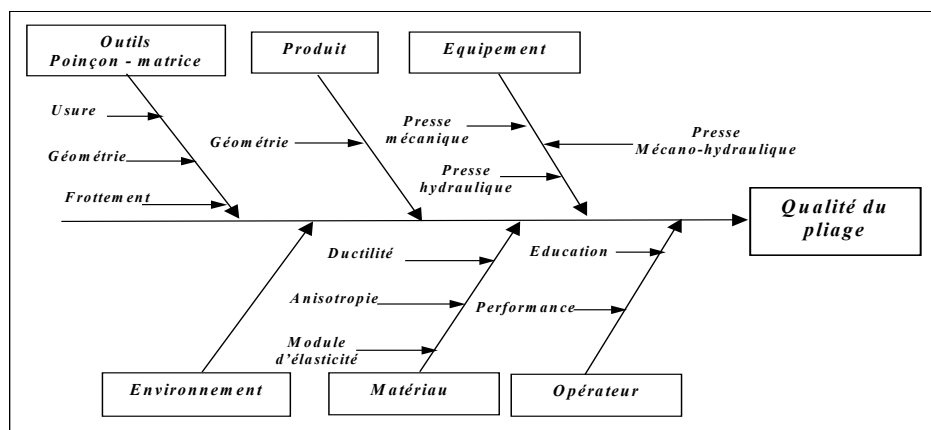 Outils
Poinçon - matrice
Produit
Equipement
Usure
Géométrie
Frottement
Géométrie
Presse
mécanique
Presse
hydraulique
Presse
Mécano-hydraulique
Qualité du
pliage
Ductilité
Anisotropie
Module
d'élasticité
Education
Performance
Environnement
Matériau
Opérateur